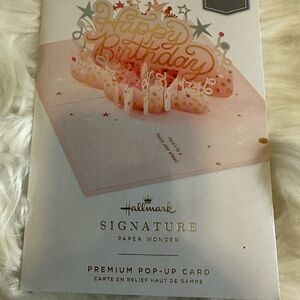 Happy
Birthday
Hallmark
SIGNATURE
PAPER WONDER
PREMIUM POP-UP CARD
CARTE EN RELIEF HAUT DE GAMME